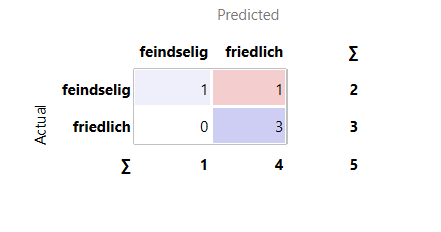 Predicted
feindselig friedlich ∑
feindselig 1 1 2
friedlich 0 3 3
∑ 1 4 5
Actual